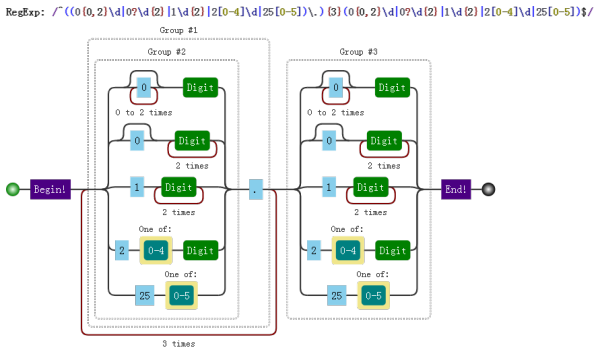 RegExp: /^((0{0,2}\d|0?\d{2}|1\d{2}|2[0-4]\d|25[0-5])\.){3}(0{0,2}\d|0?\d{2}|1\d{2}|2[0-4]\d|25[0-5])$/
Group #1
Group #2 Group #3
0 Digit 0 Digit
0 to 2 times 0 to 2 times
0 Digit 0 Digit
2 times 2 times
Begin! 1 Digit . 1 Digit End!
2 times 2 times
One of: One of:
2 0-4 Digit 2 0-4 Digit
One of: One of:
25 0-5 25 0-5
3 times